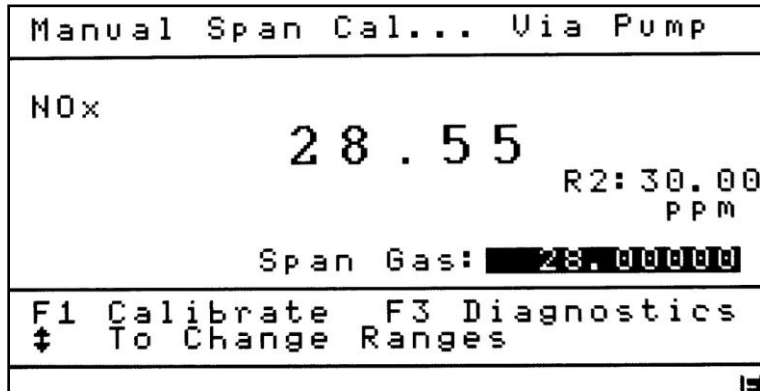 Manual Span Cal... Via Pump
NOx
28.55
R2:30.00
ppm
Span Gas: 28.00000
F1 Calibrate F3 Diagnostics
↕ To Change Ranges